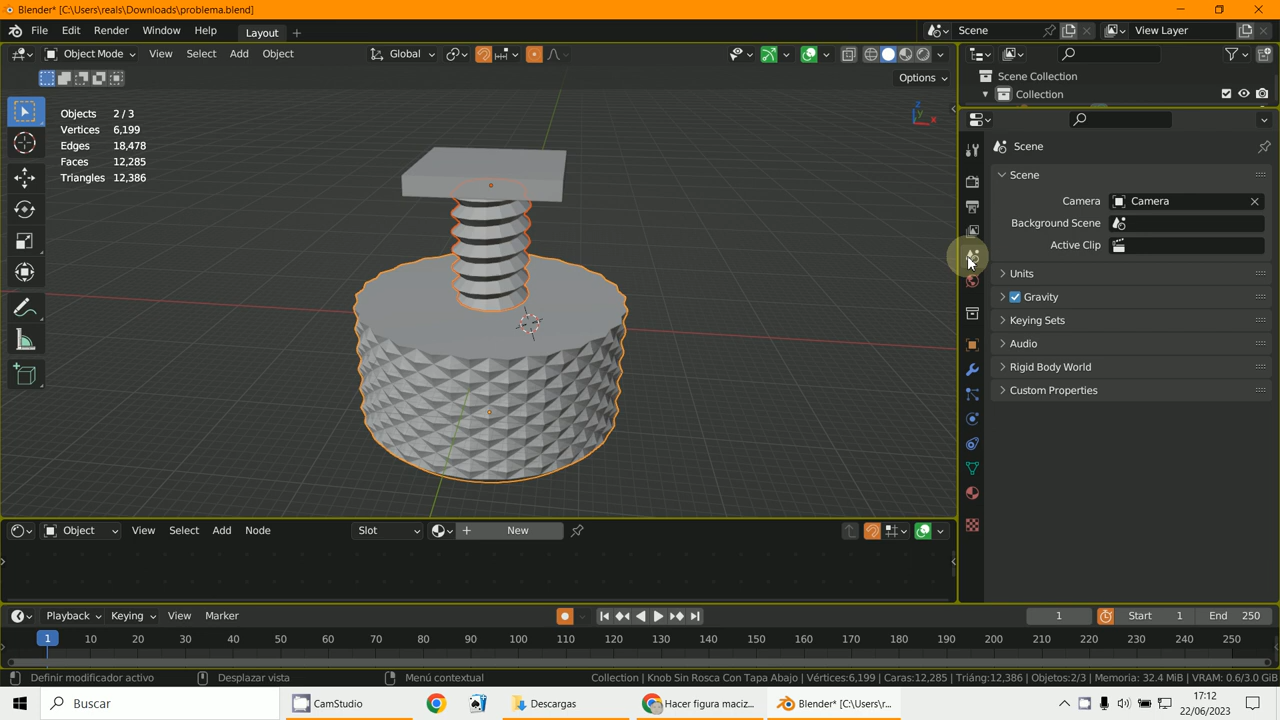 Blender* [C:\Users\reals\Downloads\problema.blend]
File Edit Render Window Help Layout + Scene View Layer
Object Mode View Select Add Object Global
Options
Scene Collection
Collection
Objects 2/3
Vertices 6,199
Edges 18,478
Faces 12,285
Triangles 12,386
Z
Y
X
Scene
Scene
Camera Camera
Background Scene
Active Clip
Units
Gravity
Keying Sets
Audio
Rigid Body World
Custom Properties
Object View Select Add Node Slot New
Playback Keying View Marker 1 Start 1 End 250
1 10 20 30 40 50 60 70 80 90 100 110 120 130 140 150 160 170 180 190 200 210 220 230 240 250
Definir modificador activo Desplazar vista Menú contextual Collection | Knob Sin Rosca Con Tapa Abajo | Vértices:6,199 | Caras:12,285 | Triáng:12,386 | Objetos:2/3 | Memoria: 32.4 MiB | VRAM: 0.6/3.0 GiB
Buscar CamStudio Descargas Hacer figura maciz... Blender* [C:\Users\r...
17:12
22/06/2023